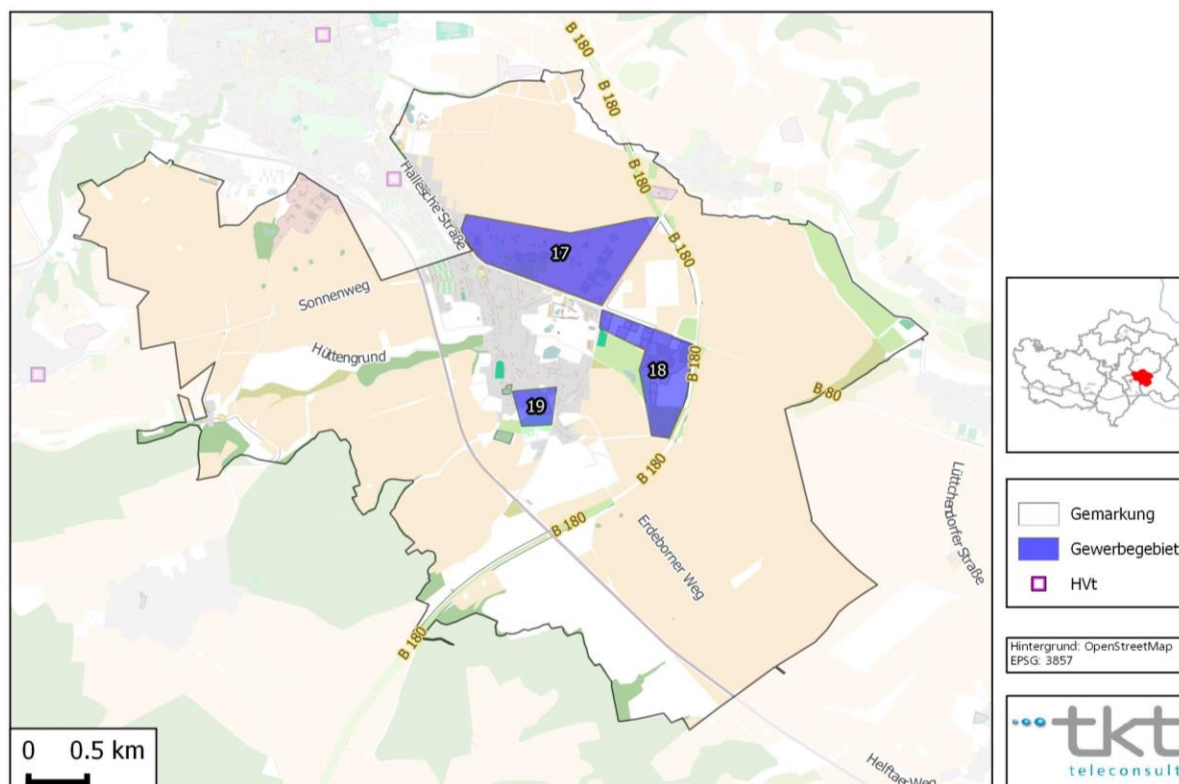 B 180
B 180
B 180
Hallesche Straße
17
B 180
Sonnenweg
Hüttengrund
18
B 180
19
B 80
B 180
B 180
Lüttchendorfer Straße
Erdeborner Weg
B 180
Helftaer Weg
0 0.5 km
Gemarkung
Gewerbegebiet
HVt
Hintergrund: OpenStreetMap
EPSG: 3857
tkt
teleconsult